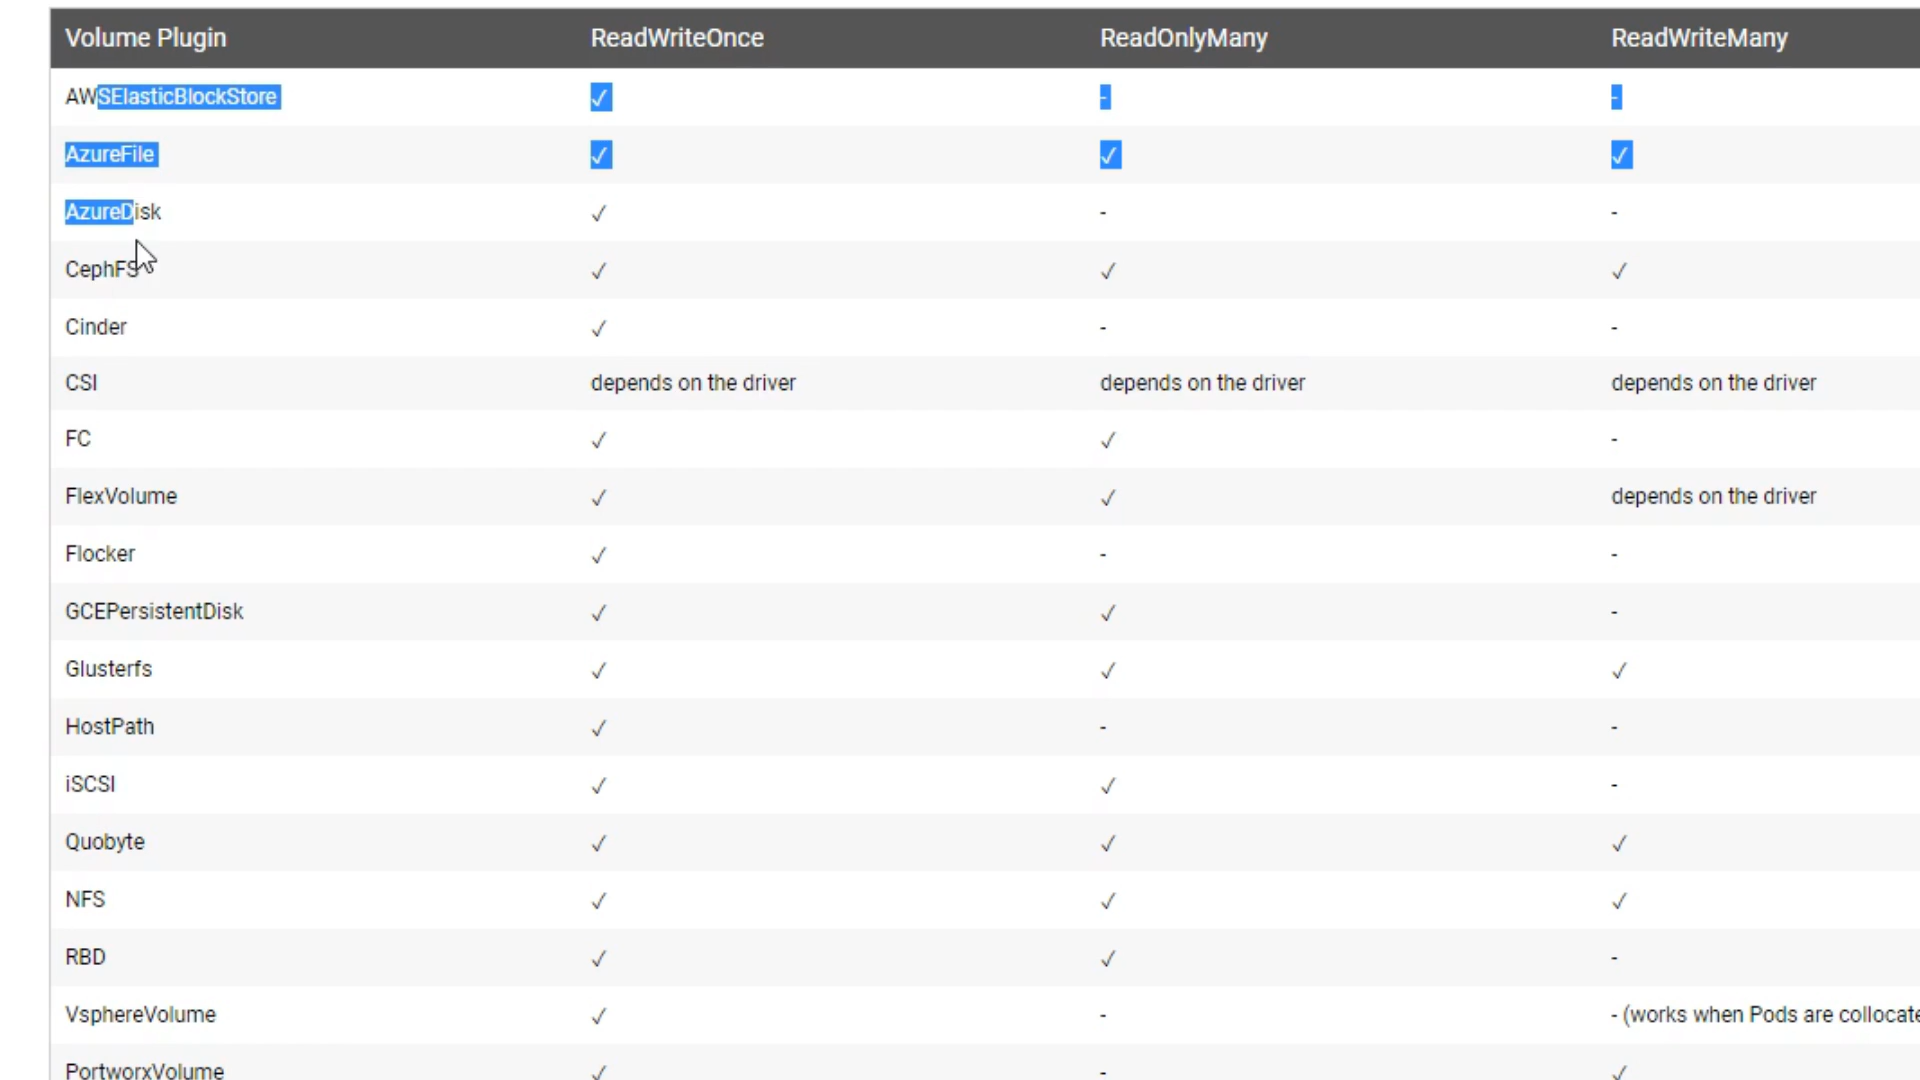 Volume Plugin ReadWriteOnce ReadOnlyMany ReadWriteMany
AWSElasticBlockStore ✓ - -
AzureFile ✓ ✓ ✓
AzureDisk ✓ - -
CephFS ✓ ✓ ✓
Cinder ✓ - -
CSI depends on the driver depends on the driver depends on the driver
FC ✓ ✓ -
FlexVolume ✓ ✓ depends on the driver
Flocker ✓ - -
GCEPersistentDisk ✓ ✓ -
Glusterfs ✓ ✓ ✓
HostPath ✓ - -
iSCSI ✓ ✓ -
Quobyte ✓ ✓ ✓
NFS ✓ ✓ ✓
RBD ✓ ✓ -
VsphereVolume ✓ - - (works when Pods are collocate
PortworxVolume ✓ - ✓